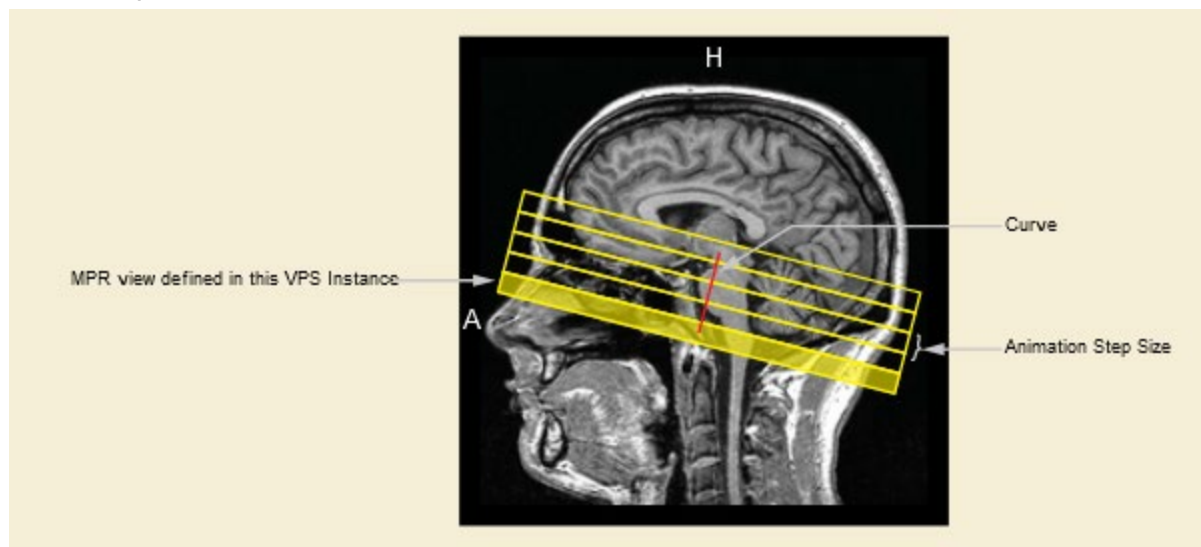 H
Curve
MPR view defined in this VPS Instance
A
Animation Step Size